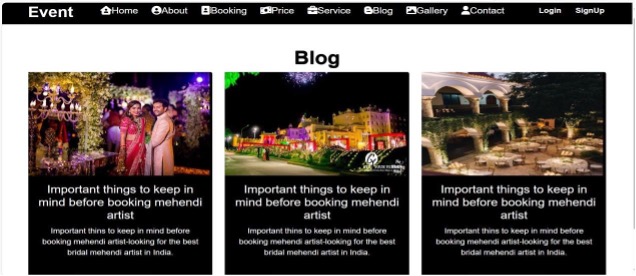 Event Home About Booking Price Service Blog Gallery Contact Login SignUp
Blog
Important things to keep in
mind before booking mehendi
artist
Important thins to keep in mind before
booking mehendi artist-looking for the best
bridal mehendi artist in India.
Important things to keep in
mind before booking mehendi
artist
Important thins to keep in mind before
booking mehendi artist-looking for the best
bridal mehendi artist in India.
Important things to keep in
mind before booking mehendi
artist
Important thins to keep in mind before
booking mehendi artist-looking for the best
bridal mehendi artist in India.